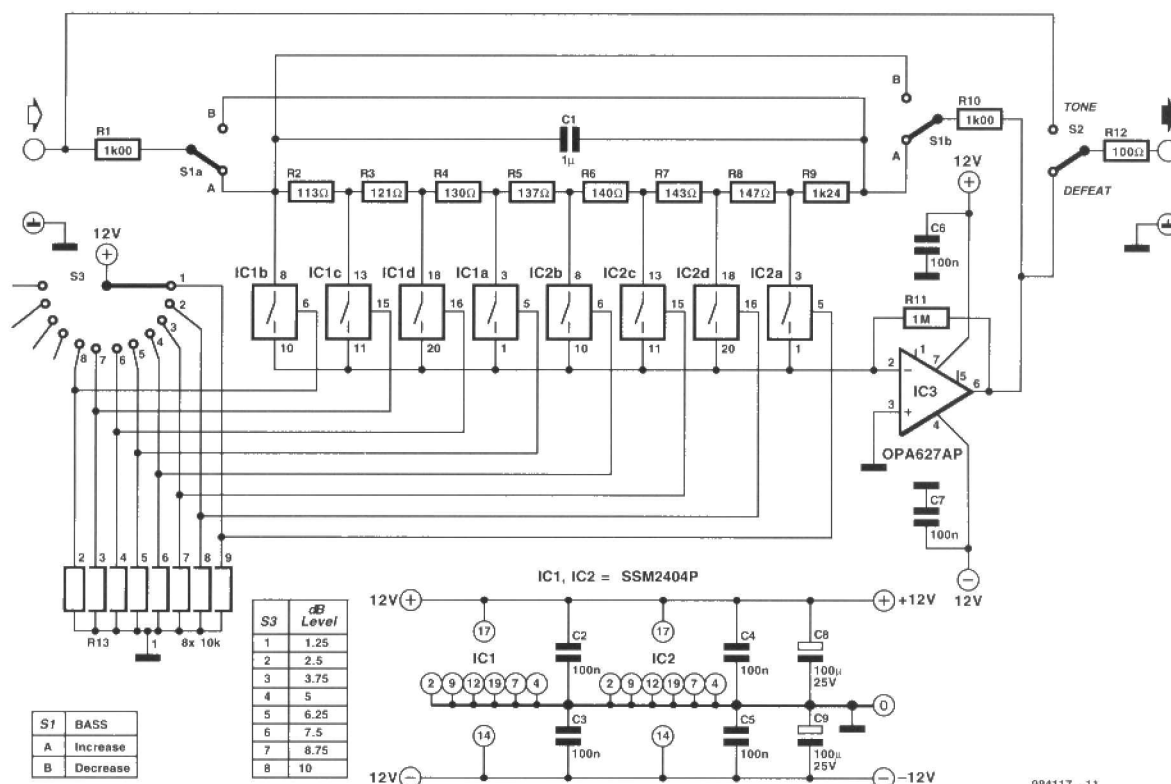 B
B
R10
1k00
TONE
S2
R12
100Ω
R1
1k00
C1
1µ
S1b
S1a
A
A
12V
DEFEAT
R2
113Ω
R3
121Ω
R4
130Ω
R5
137Ω
R6
140Ω
R7
143Ω
R8
147Ω
R9
1k24
12V
S3
C6
100n
1
2
3
4
5
6
7
8
IC1b
8
6
10
IC1c
13
15
11
IC1d
18
16
20
IC1a
3
5
1
IC2b
8
6
10
IC2c
13
15
11
IC2d
18
16
20
IC2a
3
5
1
R11
1M
2
3
1
7
5
6
4
IC3
OPA627AP
C7
100n
12V
2 3 4 5 6 7 8 9
R13
1
8x 10k
S3 dB Level
1 1.25
2 2.5
3 3.75
4 5
5 6.25
6 7.5
7 8.75
8 10
S1 BASS
A Increase
B Decrease
IC1, IC2 = SSM2404P
12V
+12V
17
17
C2
100n
C4
100n
C8
100µ
25V
IC1
IC2
2 9 12 19 7 4
2 9 12 19 7 4
0
14
14
C3
100n
C5
100n
C9
100µ
25V
12V
-12V